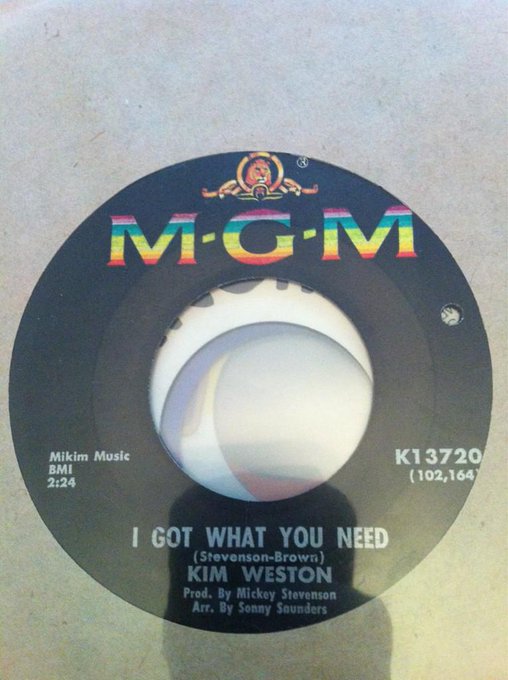 ®
M-G-M
Mikim Music
BMI
2:24
K13720
(102,164)
I GOT WHAT YOU NEED
(Stevenson-Brown)
KIM WESTON
Prod. By Mickey Stevenson
Arr. By Sonny Saunders